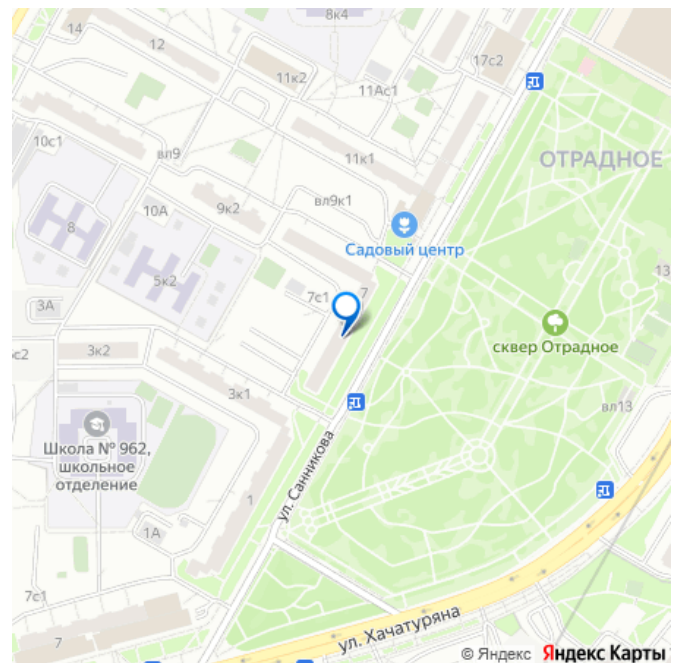 8к4
14
12
17с2
11к2
11Ас1
10с1
вл9
11к1
ОТРАДНОЕ
10А
9к2
вл9к1
8
Садовый центр
13
5к2
7с1
7
3А
сквер Отрадное
с2
3к2
3к1
вл13
Школа № 962,
школьное
отделение
ул. Санникова
1
1А
7с1
ул. Хачатуряна
7
© Яндекс Яндекс Карты